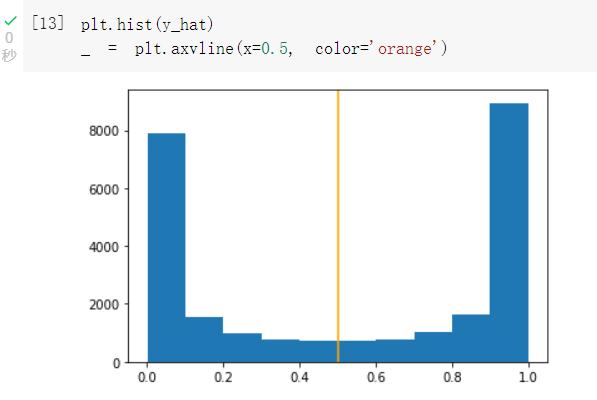 [13] plt.hist(y_hat)
0 _ = plt.axvline(x=0.5, color='orange')
秒
8000
6000
4000
2000
0
0.0 0.2 0.4 0.6 0.8 1.0